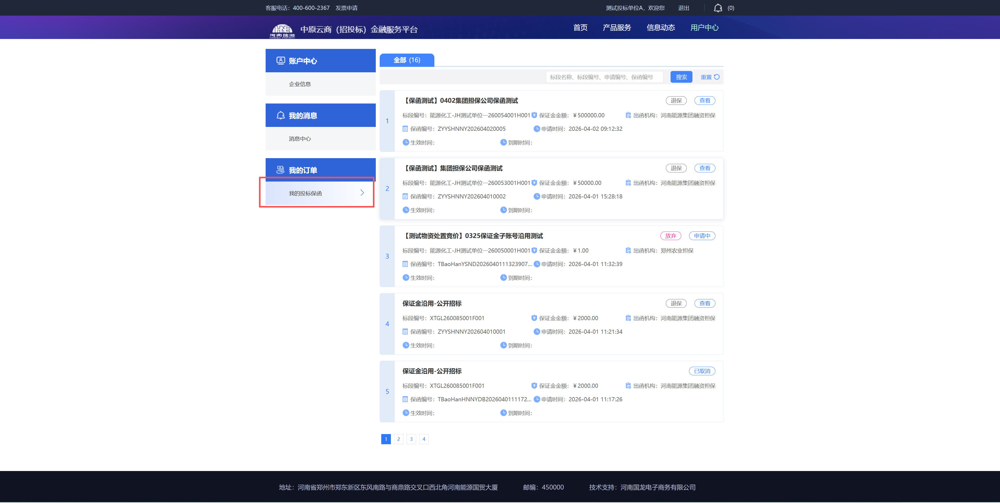 客服电话：400-600-2367 发票申请 测试投标单位A，欢迎您 退出 (0)
河南能源
HENAN ENERGY
中原云商（招投标）金融服务平台
首页 产品服务 信息动态 用户中心
账户中心
企业信息
我的消息
消息中心
我的订单
我的投标保函
全部 (16)
标段名称、标段编号、申请编号、保函编号 搜索 重置
1
【保函测试】0402集团担保公司保函测试 退保 查看
标段编号：能源化工-JH测试单位—260054001H001 保证金金额：￥500000.00 出函机构：河南能源集团融资担保
保函编号：ZYYSHNNY202604020005 申请时间：2026-04-02 09:12:32
生效时间： 到期时间：
2
【保函测试】集团担保公司保函测试 退保 查看
标段编号：能源化工-JH测试单位—260053001H001 保证金金额：￥50000.00 出函机构：河南能源集团融资担保
保函编号：ZYYSHNNY202604010002 申请时间：2026-04-01 15:28:18
生效时间： 到期时间：
3
【测试物资处置竞价】0325保证金子账号沿用测试 放弃 申请中
标段编号：能源化工-JH测试单位—260050001H001 保证金金额：￥1.00 出函机构：郑州农业担保
保函编号：TBaoHanYSND2026040111323907... 申请时间：2026-04-01 11:32:39
生效时间： 到期时间：
4
保证金沿用-公开招标 退保 查看
标段编号：XTGL260085001F001 保证金金额：￥2000.00 出函机构：河南能源集团融资担保
保函编号：ZYYSHNNY202604010001 申请时间：2026-04-01 11:21:34
生效时间： 到期时间：
5
保证金沿用-公开招标 已取消
标段编号：XTGL260085001F001 保证金金额：￥2000.00 出函机构：河南能源集团融资担保
保函编号：TBaoHanHNNYDB2026040111172... 申请时间：2026-04-01 11:17:26
生效时间： 到期时间：
1 2 3 4
地址：河南省郑州市郑东新区东风南路与商鼎路交叉口西北角河南能源国贸大厦 邮编：450000 技术支持：河南国龙电子商务有限公司